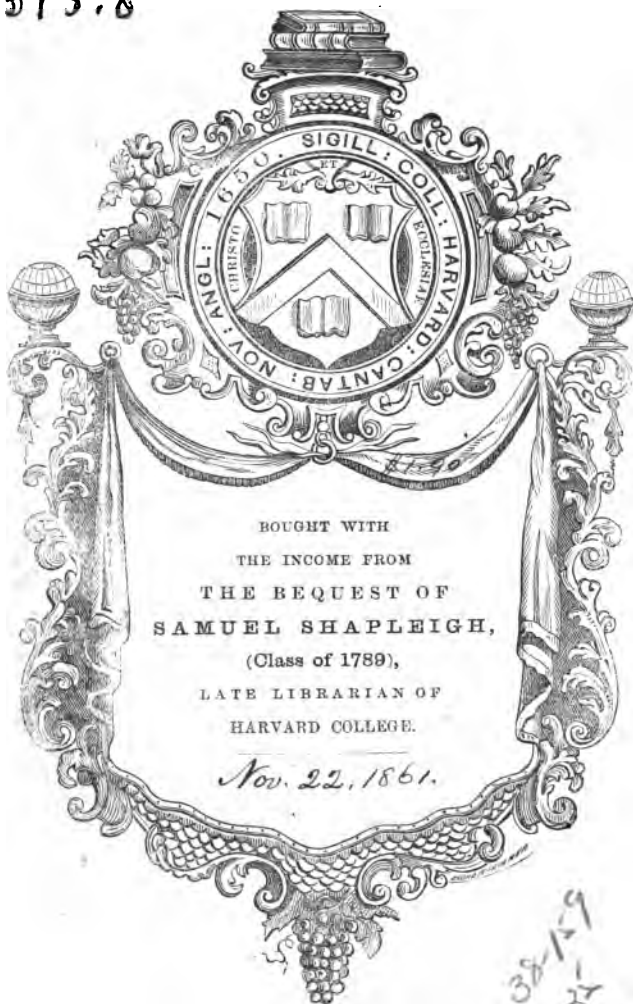 SIGILL: COLL: HARVARD: CANTAB: NOV: ANGL: 1650.
ET
CHRISTO
ECCLESIAE
BOUGHT WITH
THE INCOME FROM
THE BEQUEST OF
SAMUEL SHAPLEIGH,
(Class of 1789),
LATE LIBRARIAN OF
HARVARD COLLEGE.
Nov. 22, 1861.